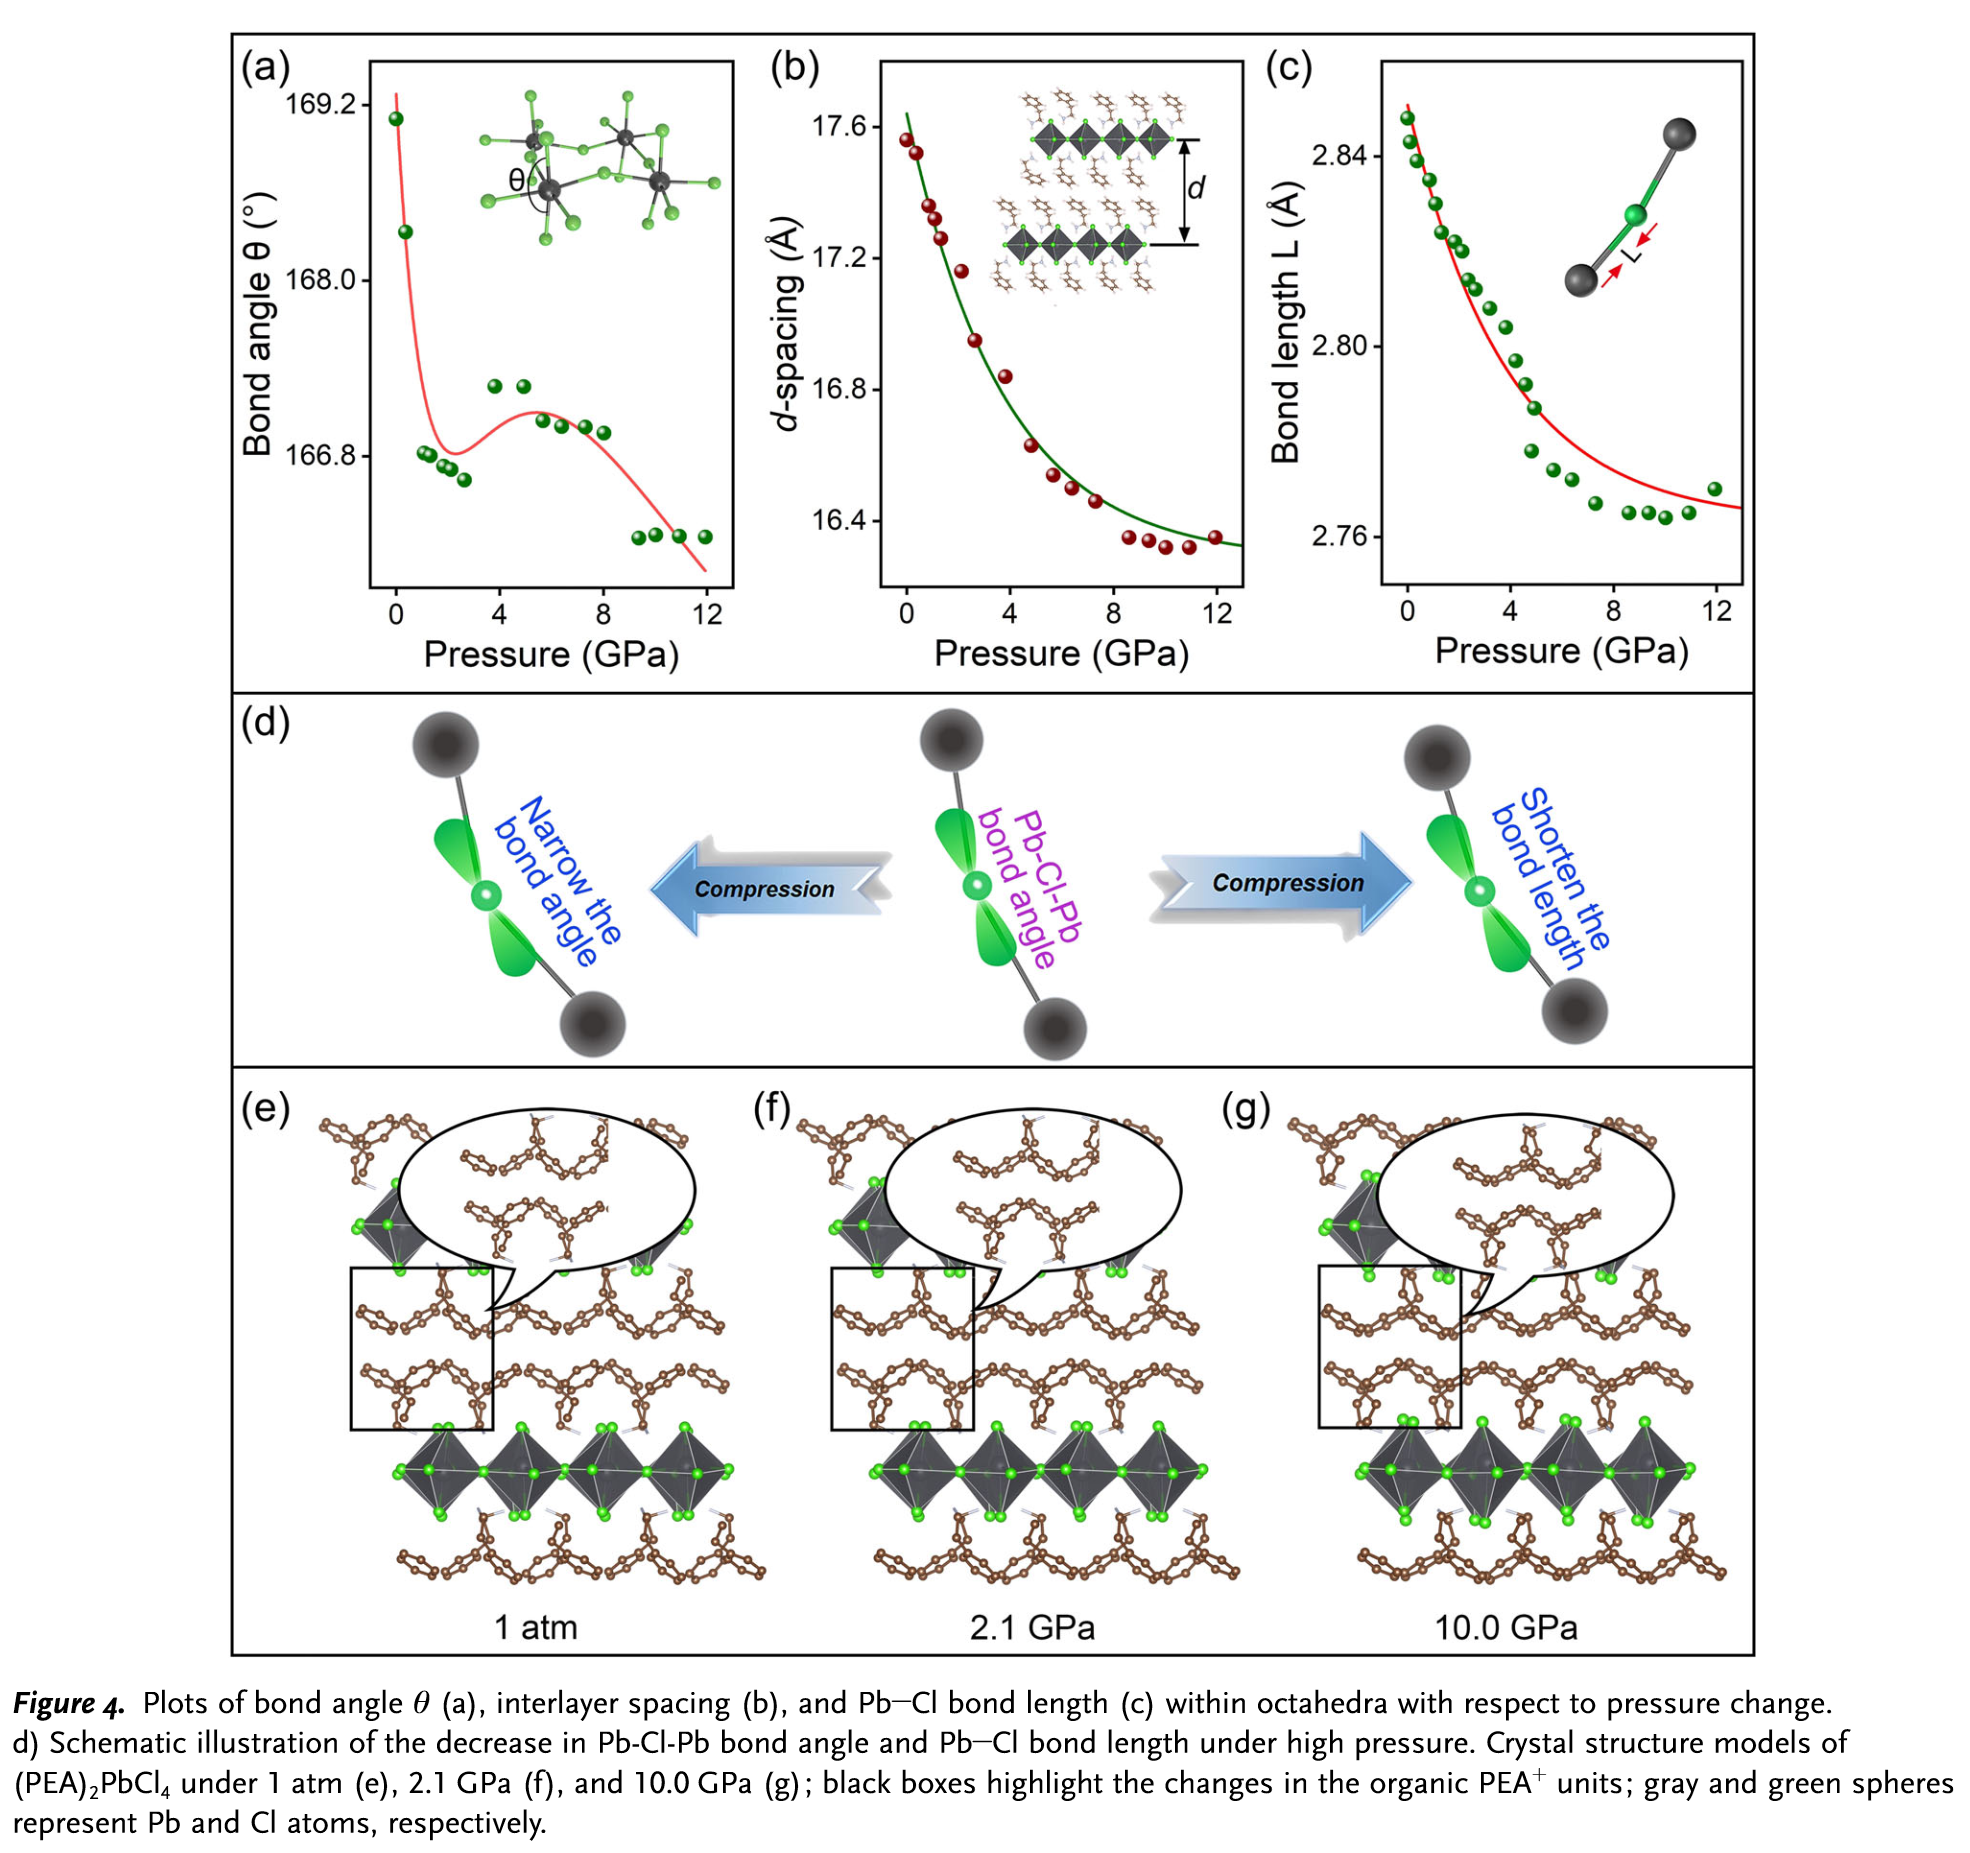 (a)
169.2
168.0
166.8
0 4 8 12
Bond angle θ (°)
Pressure (GPa)
θ
(b)
17.6
17.2
16.8
16.4
0 4 8 12
d-spacing (Å)
Pressure (GPa)
d
(c)
2.84
2.80
2.76
0 4 8 12
Bond length L (Å)
Pressure (GPa)
L
(d)
Narrow the
bond angle
Compression
Pb-Cl-Pb
bond angle
Compression
Shorten the
bond length
(e)
1 atm
(f)
2.1 GPa
(g)
10.0 GPa
Figure 4. Plots of bond angle θ (a), interlayer spacing (b), and Pb—Cl bond length (c) within octahedra with respect to pressure change.
d) Schematic illustration of the decrease in Pb-Cl-Pb bond angle and Pb—Cl bond length under high pressure. Crystal structure models of
(PEA)₂PbCl₄ under 1 atm (e), 2.1 GPa (f), and 10.0 GPa (g); black boxes highlight the changes in the organic PEA⁺ units; gray and green spheres
represent Pb and Cl atoms, respectively.